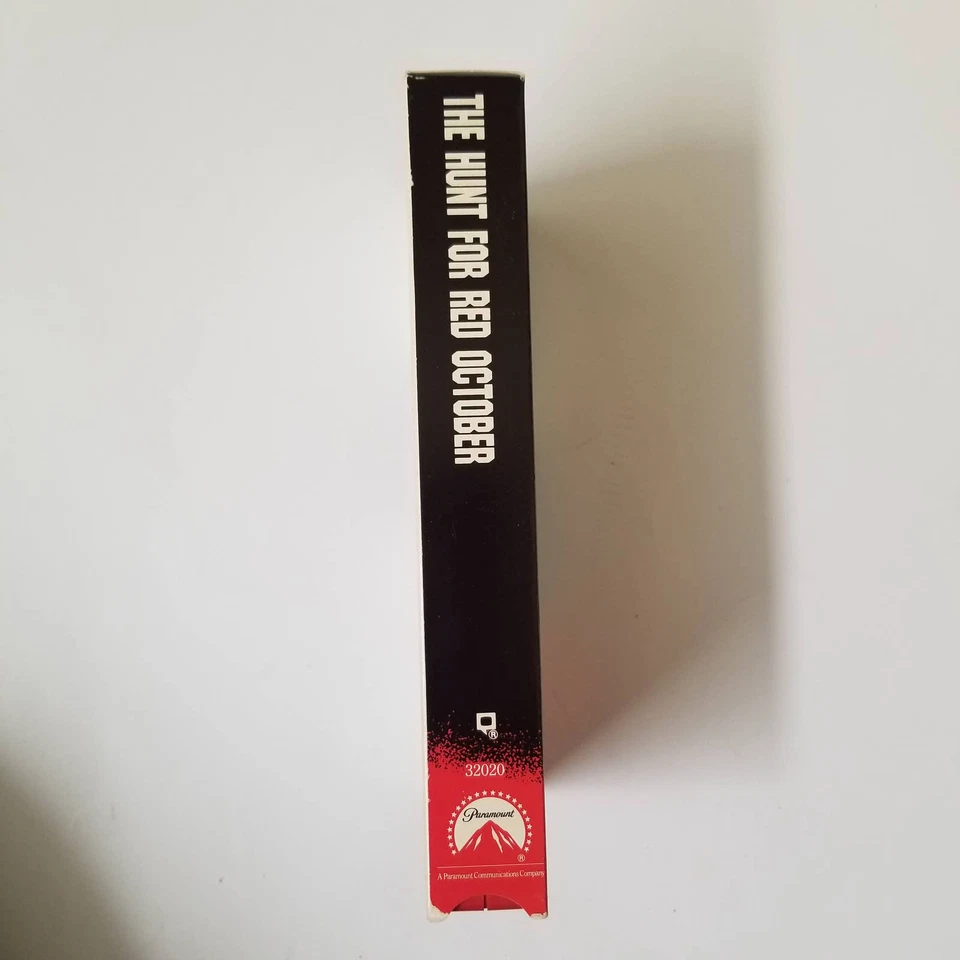 THE HUNT FOR RED OCTOBER
®
32020
Paramount
®
A Paramount Communications Company